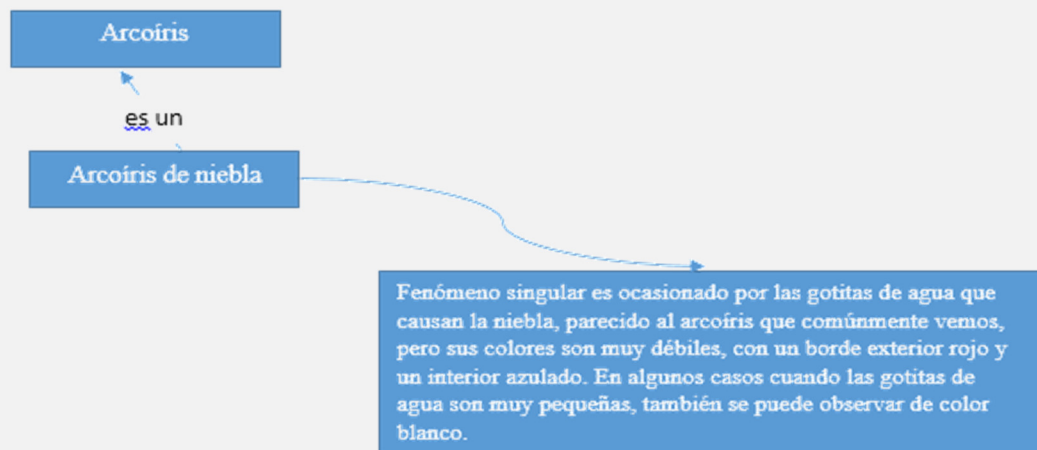 Arcoíris
es un
Arcoíris de niebla
Fenómeno singular es ocasionado por las gotitas de agua que
causan la niebla, parecido al arcoíris que comúnmente vemos,
pero sus colores son muy débiles, con un borde exterior rojo y
un interior azulado. En algunos casos cuando las gotitas de
agua son muy pequeñas, también se puede observar de color
blanco.